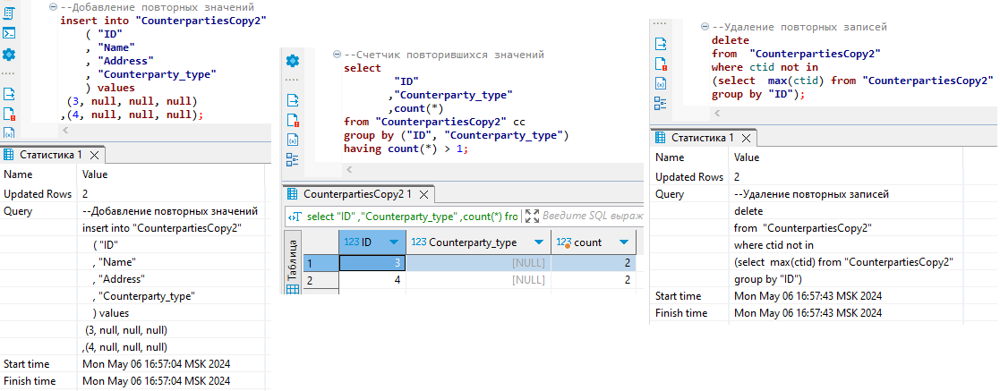 --Добавление повторных значений
insert into "CounterpartiesCopy2"
( "ID"
, "Name"
, "Address"
, "Counterparty_type"
) values
(3, null, null, null)
,(4, null, null, null);
Статистика 1
Name Value
Updated Rows 2
Query --Добавление повторных значений
insert into "CounterpartiesCopy2"
( "ID"
, "Name"
, "Address"
, "Counterparty_type"
) values
(3, null, null, null)
,(4, null, null, null)
Start time Mon May 06 16:57:04 MSK 2024
Finish time Mon May 06 16:57:04 MSK 2024
--Счетчик повторившихся значений
select
"ID"
,"Counterparty_type"
,count(*)
from "CounterpartiesCopy2" cc
group by ("ID", "Counterparty_type")
having count(*) > 1;
CounterpartiesCopy2 1
select "ID" ,"Counterparty_type" ,count(*) fro Введите SQL выраж
Таблица
123 ID 123 Counterparty_type 123 count
1 3 [NULL] 2
2 4 [NULL] 2
--Удаление повторных записей
delete
from "CounterpartiesCopy2"
where ctid not in
(select max(ctid) from "CounterpartiesCopy2"
group by "ID");
Статистика 1
Name Value
Updated Rows 2
Query --Удаление повторных записей
delete
from "CounterpartiesCopy2"
where ctid not in
(select max(ctid) from "CounterpartiesCopy2"
group by "ID")
Start time Mon May 06 16:57:43 MSK 2024
Finish time Mon May 06 16:57:43 MSK 2024